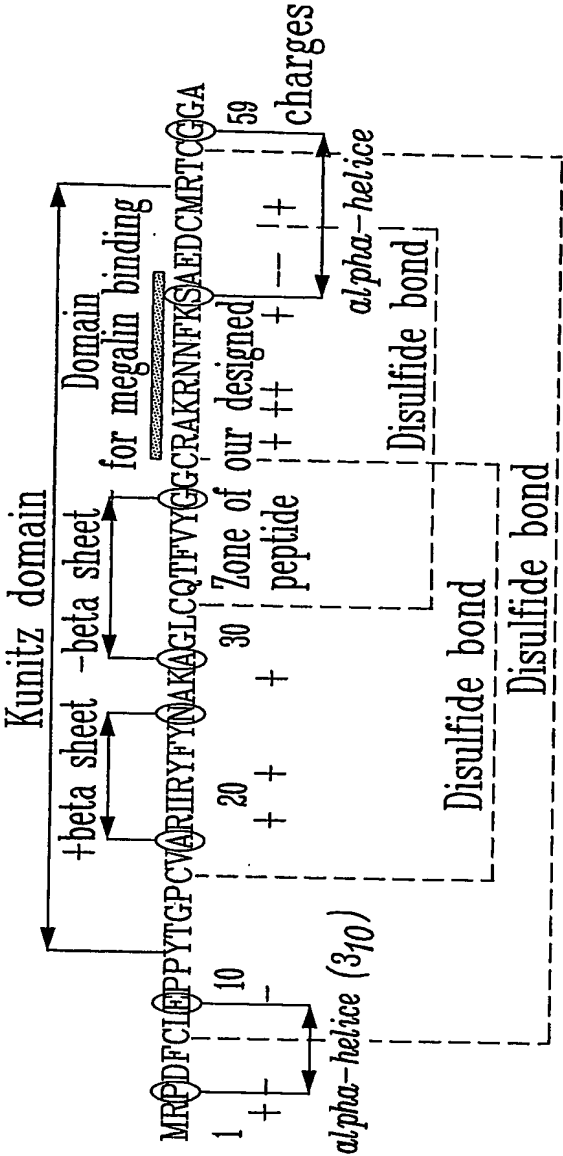 Kunitz domain
+beta sheet -beta sheet
Domain
for megalin binding
MRPDFCIEPPYTGPCVARIIRYFYNAKAGLCQTFVYGGCRAKRNNFKSAEDCMRTCGGA
1 10 20 30 59
Zone of our designed
peptide
+ - - + + + + ++ + - - + charges
alpha-helice (3₁₀)
alpha-helice
Disulfide bond
Disulfide bond
Disulfide bond